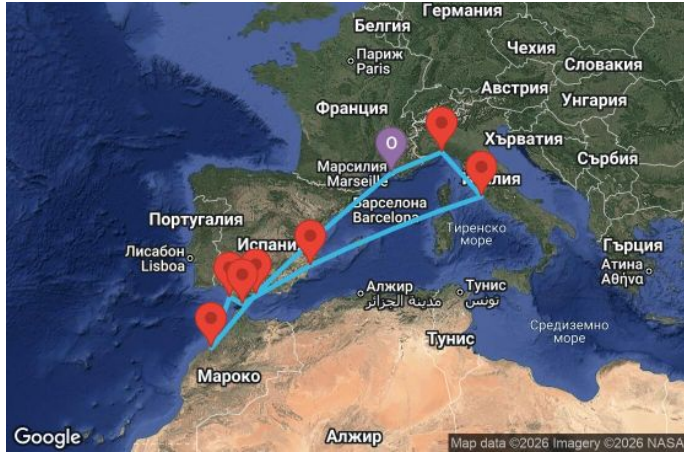 Германия
Белгия
Париж
Paris
Чехия
Словакия
Австрия
Унгария
Франция
O
Хърватия
Сърбия
Марсилия
Marseille
Италия
Барселона
Barcelona
Португалия
Испания
Тиренско
море
Гърция
Лисабон
Lisboa
Атина
Αθήνα
Алжир
مدينة الجزائر
Тунис
تونس
Тунис
Средиземно
море
Мароко
Алжир
Google
Map data ©2026 Imagery ©2026 NASA